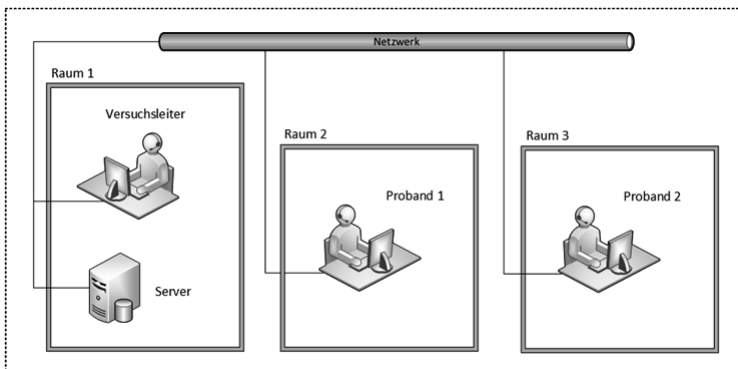 Netzwerk
Raum 1
Versuchsleiter
Server
Raum 2
Proband 1
Raum 3
Proband 2